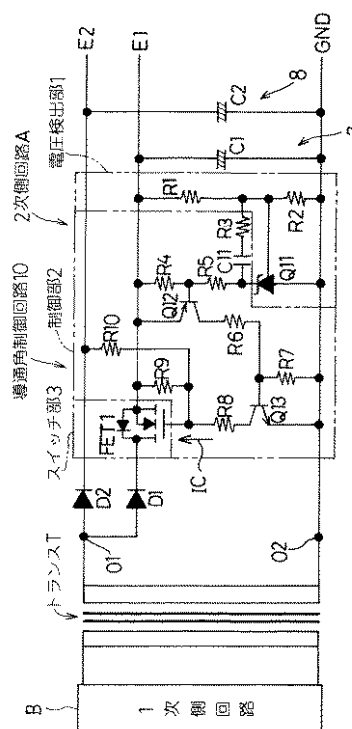 トランスT
スイッチ部3
導通角制御回路10
制御部2
2次側回路A
電圧検出部1
E2
E1
GND
B
1次側回路
01
02
D2
D1
FET1
IC
R10
R9
R8
Q13
R4
Q12
R5
R6
R7
C11
R3
Q11
R1
R2
C1
C2
8